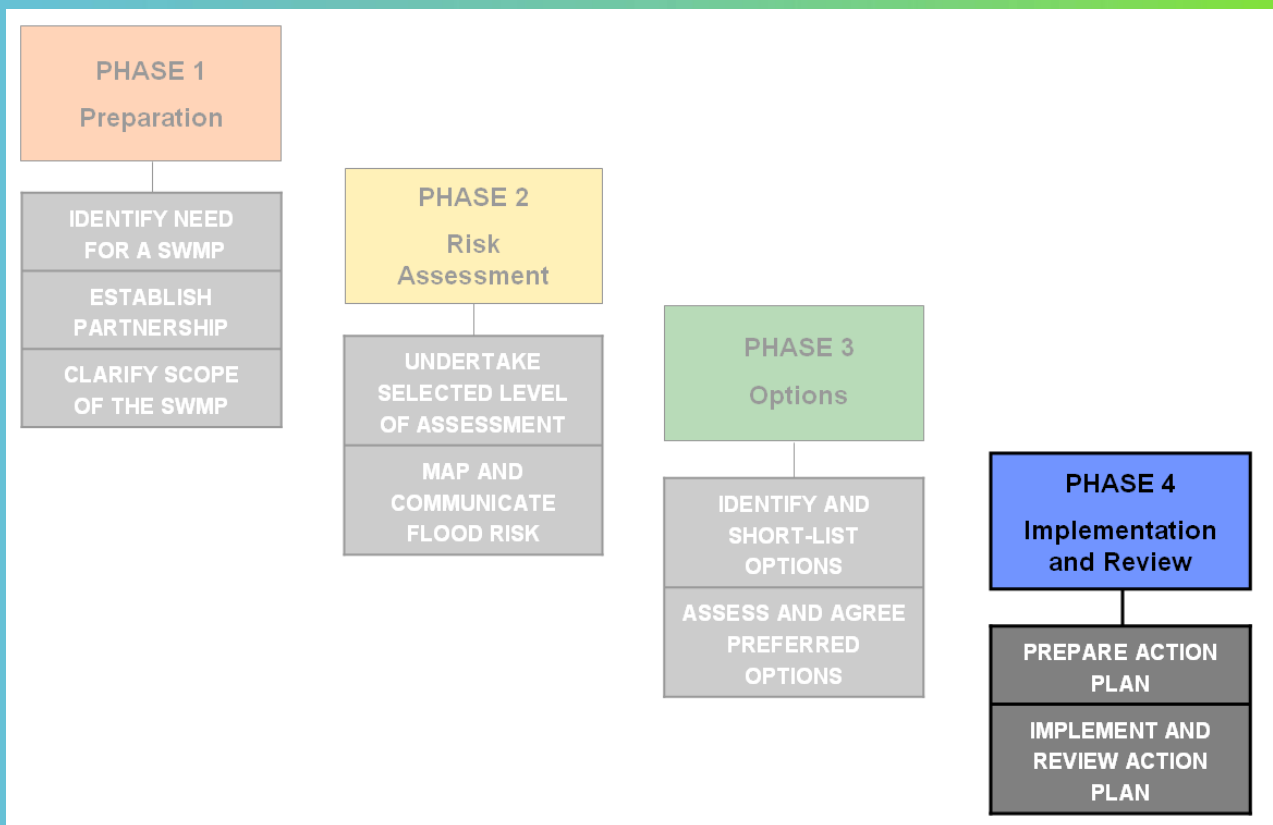 PHASE 1
Preparation
IDENTIFY NEED
FOR A SWMP
ESTABLISH
PARTNERSHIP
CLARIFY SCOPE
OF THE SWMP
PHASE 2
Risk
Assessment
UNDERTAKE
SELECTED LEVEL
OF ASSESSMENT
MAP AND
COMMUNICATE
FLOOD RISK
PHASE 3
Options
IDENTIFY AND
SHORT-LIST
OPTIONS
ASSESS AND AGREE
PREFERRED
OPTIONS
PHASE 4
Implementation
and Review
PREPARE ACTION
PLAN
IMPLEMENT AND
REVIEW ACTION
PLAN